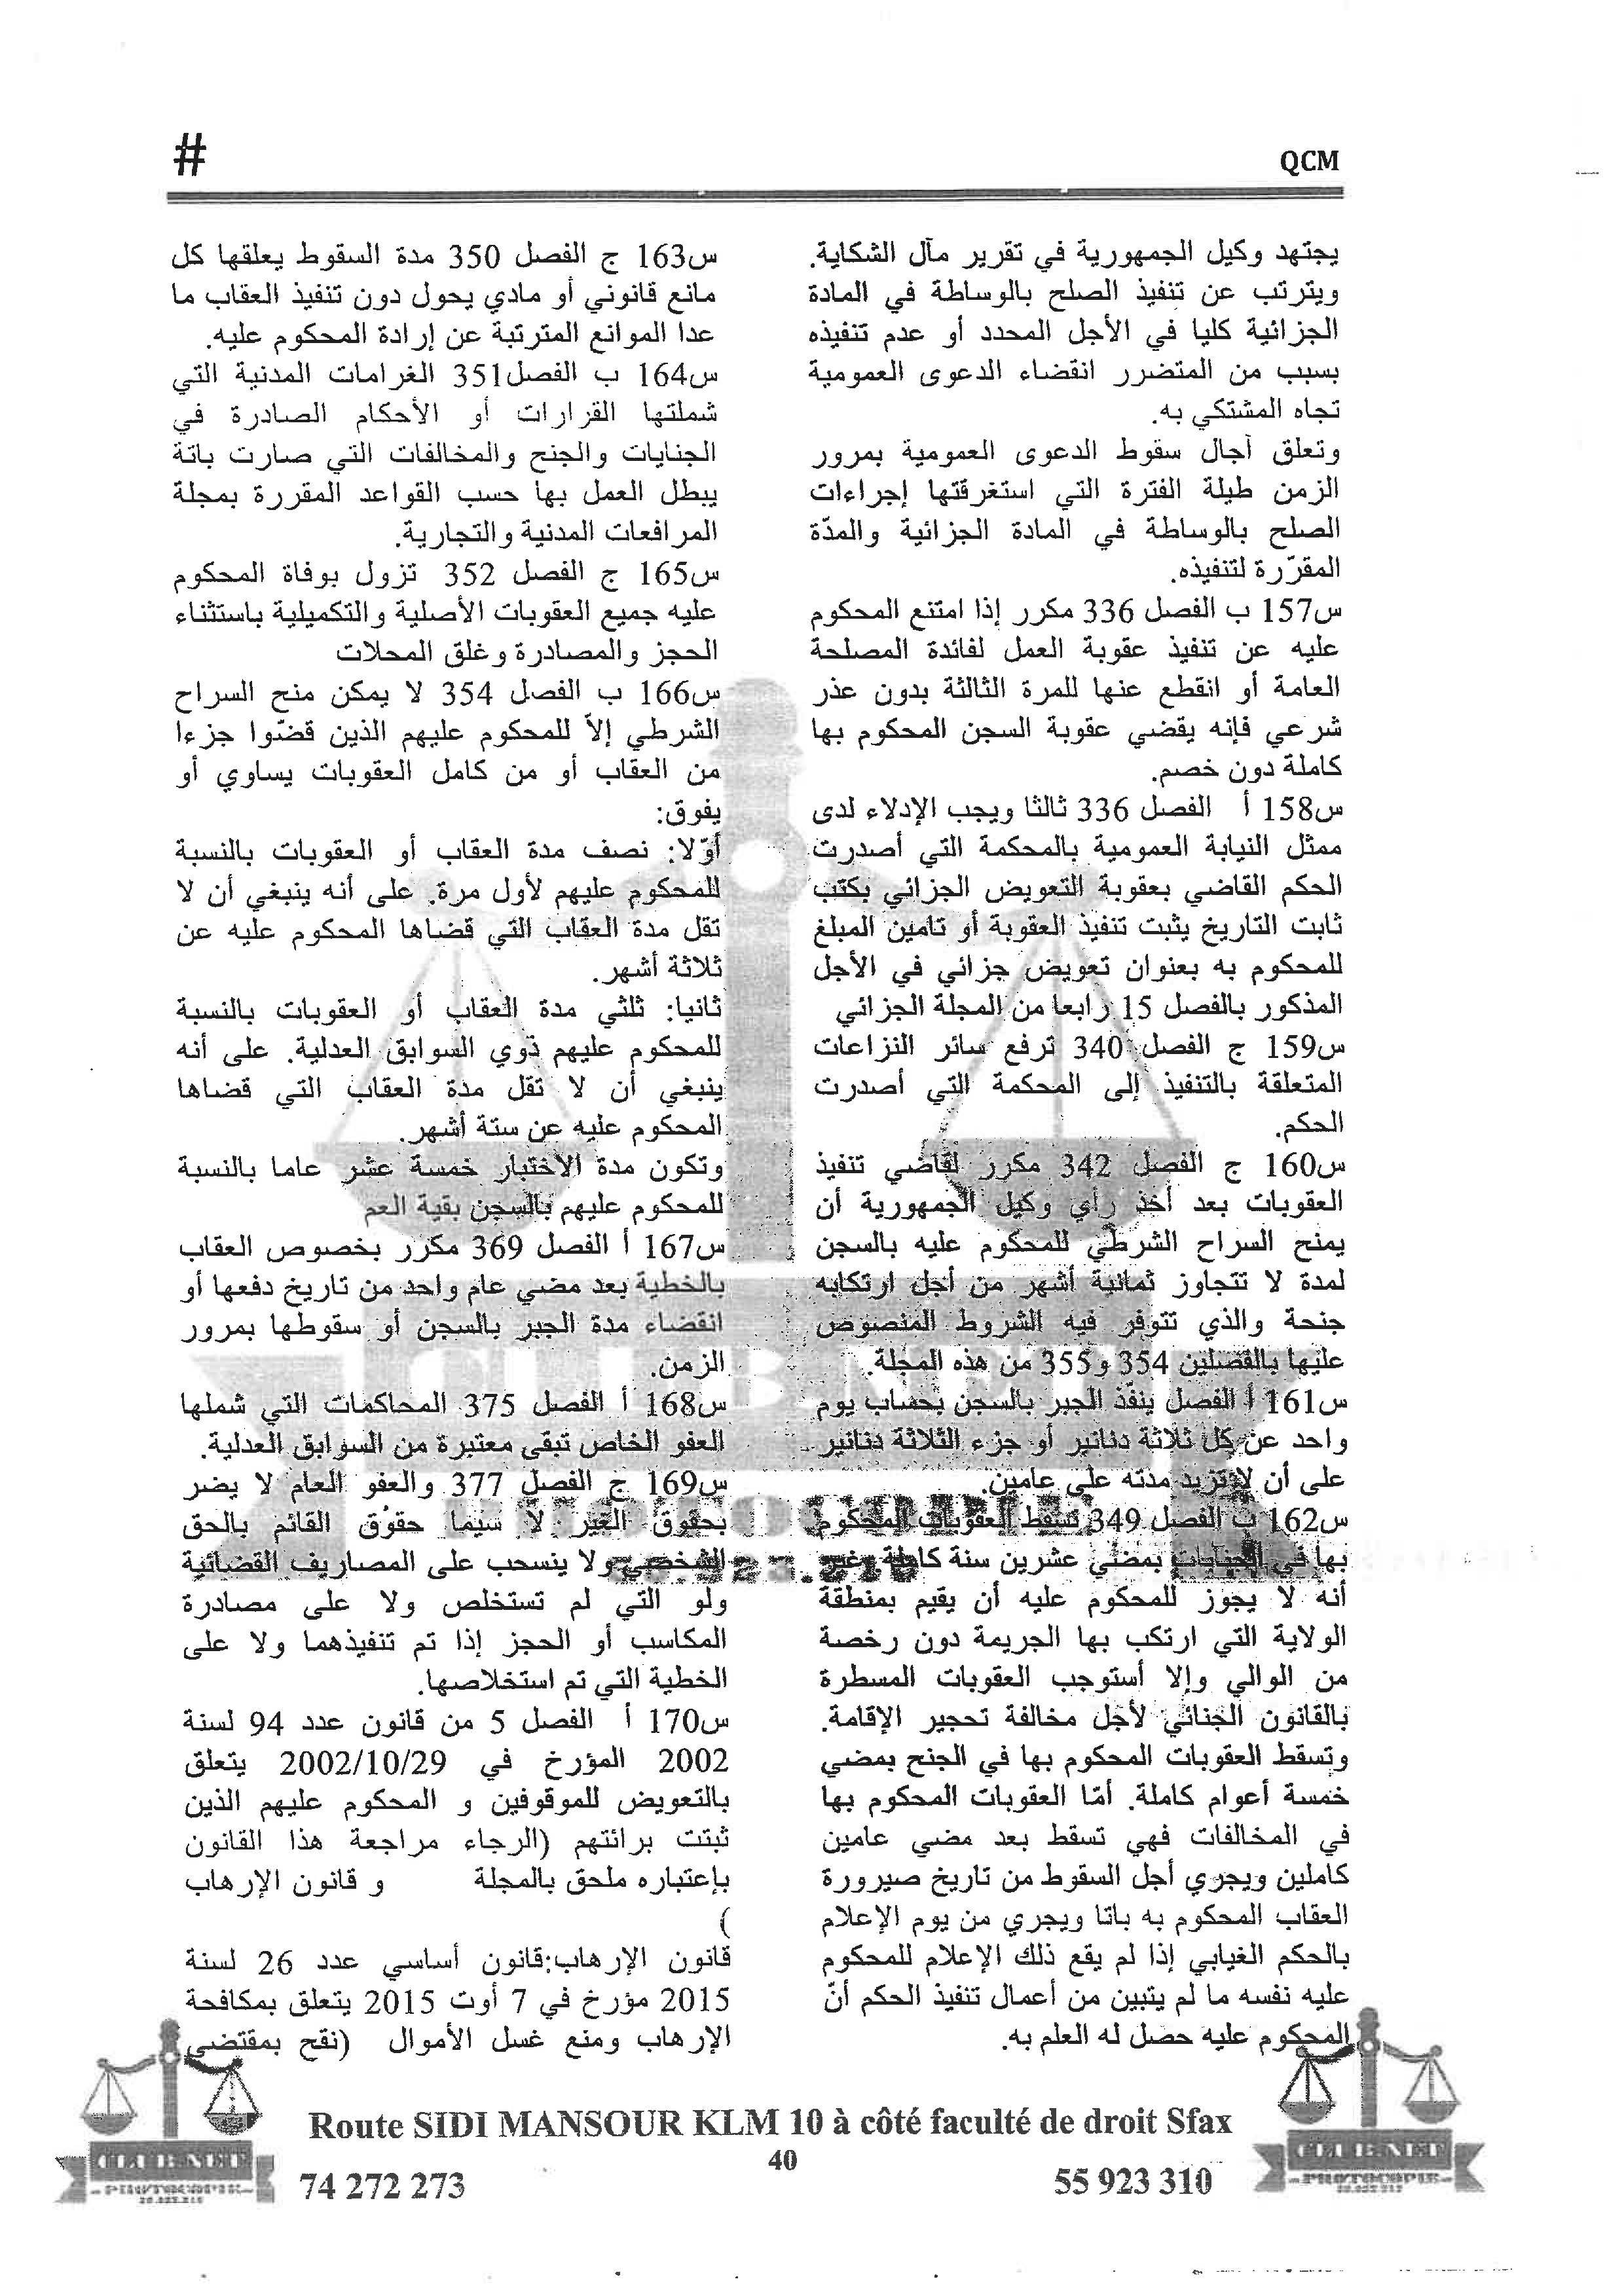 #
QCM
يجتهد وكيل الجمهورية في تقرير مآل الشكاية.
ويترتب عن تنفيذ الصلح بالوساطة في المادة
الجزائية كليا في الأجل المحدد أو عدم تنفيذه
بسبب من المتضرر انقضاء الدعوى العمومية
تجاه المشتكي به.
وتعلق آجال سقوط الدعوى العمومية بمرور
الزمن طيلة الفترة التي استغرقتها إجراءات
الصلح بالوساطة في المادة الجزائية والمدّة
المقرّرة لتنفيذه.
س157 ب الفصل 336 مكرر إذا امتنع المحكوم
عليه عن تنفيذ عقوبة العمل لفائدة المصلحة
العامة أو انقطع عنها للمرة الثالثة بدون عذر
شرعي فإنه يقضي عقوبة السجن المحكوم بها
كاملة دون خصم.
س158 أ الفصل 336 ثالثا ويجب الإدلاء لدى
ممثل النيابة العمومية بالمحكمة التي أصدرت
الحكم القاضي بعقوبة التعويض الجزائي بكتب
ثابت التاريخ يثبت تنفيذ العقوبة أو تامين المبلغ
للمحكوم به بعنوان تعويض جزائي في الأجل
المذكور بالفصل 15 رابعا من المجلة الجزائي
س159 ج الفصل 340 ترفع سائر النزاعات
المتعلقة بالتنفيذ إلى المحكمة التي أصدرت
الحكم.
س160 ج الفصل 342 مكرر لقاضي تنفيذ
العقوبات بعد أخذ رأي وكيل الجمهورية أن
يمنح السراح الشرطي للمحكوم عليه بالسجن
لمدة لا تتجاوز ثمانية أشهر من أجل ارتكابه
جنحة والذي تتوفر فيه الشروط المنصوص
عليها بالفصلين 354 و355 من هذه المجلة.
س161 أ الفصل ينفّذ الجبر بالسجن بحساب يوم
واحد عن كل ثلاثة دنانير أو جزء الثلاثة دنانير
على أن لا تزيد مدته على عامين.
س162 ب الفصل 349 تسقط العقوبات المحكوم
بها في الجنايات بمضي عشرين سنة كاملة غير
أنه لا يجوز للمحكوم عليه أن يقيم بمنطقة
الولاية التي ارتكب بها الجريمة دون رخصة
من الوالي وإلا أستوجب العقوبات المسطرة
بالقانون الجنائي لأجل مخالفة تحجير الإقامة.
وتسقط العقوبات المحكوم بها في الجنح بمضي
خمسة أعوام كاملة. أمّا العقوبات المحكوم بها
في المخالفات فهي تسقط بعد مضي عامين
كاملين ويجري أجل السقوط من تاريخ صيرورة
العقاب المحكوم به باتا ويجري من يوم الإعلام
بالحكم الغيابي إذا لم يقع ذلك الإعلام للمحكوم
عليه نفسه ما لم يتبين من أعمال تنفيذ الحكم أنّ
المحكوم عليه حصل له العلم به.
س163 ج الفصل 350 مدة السقوط يعلقها كل
مانع قانوني أو مادي يحول دون تنفيذ العقاب ما
عدا الموانع المترتبة عن إرادة المحكوم عليه.
س164 ب الفصل351 الغرامات المدنية التي
شملتها القرارات أو الأحكام الصادرة في
الجنايات والجنح والمخالفات التي صارت باتة
يبطل العمل بها حسب القواعد المقررة بمجلة
المرافعات المدنية والتجارية.
س165 ج الفصل 352 تزول بوفاة المحكوم
عليه جميع العقوبات الأصلية والتكميلية باستثناء
الحجز والمصادرة وغلق المحلات
س166 ب الفصل 354 لا يمكن منح السراح
الشرطي إلاّ للمحكوم عليهم الذين قضّوا جزءا
من العقاب أو من كامل العقوبات يساوي أو
يفوق:
أوّلا: نصف مدة العقاب أو العقوبات بالنسبة
للمحكوم عليهم لأول مرة. على أنه ينبغي أن لا
تقل مدة العقاب التي قضاها المحكوم عليه عن
ثلاثة أشهر.
ثانيا: ثلثي مدة العقاب أو العقوبات بالنسبة
للمحكوم عليهم ذوي السوابق العدلية. على أنه
ينبغي أن لا تقل مدة العقاب التي قضاها
المحكوم عليه عن ستة أشهر.
وتكون مدة الاختبار خمسة عشر عاما بالنسبة
للمحكوم عليهم بالسجن بقية العم
س167 أ الفصل 369 مكرر بخصوص العقاب
بالخطية بعد مضي عام واحد من تاريخ دفعها أو
انقضاء مدة الجبر بالسجن أو سقوطها بمرور
الزمن.
س168 أ الفصل 375 المحاكمات التي شملها
العفو الخاص تبقى معتبرة من السوابق العدلية.
س169 ج الفصل 377 والعفو العام لا يضر
بحقوق الغير لا سيما حقوق القائم بالحق
الشخصي ولا ينسحب على المصاريف القضائية
ولو التي لم تستخلص ولا على مصادرة
المكاسب أو الحجز إذا تم تنفيذهما ولا على
الخطية التي تم استخلاصها.
س170 أ الفصل 5 من قانون عدد 94 لسنة
2002 المؤرخ في 2002/10/29 يتعلق
بالتعويض للموقوفين و المحكوم عليهم الذين
ثبتت برائتهم (الرجاء مراجعة هذا القانون
بإعتباره ملحق بالمجلة و قانون الإرهاب
)
قانون الإرهاب:قانون أساسي عدد 26 لسنة
2015 مؤرخ في 7 أوت 2015 يتعلق بمكافحة
الإرهاب ومنع غسل الأموال (نقح بمقتضى
Route SIDI MANSOUR KLM 10 à côté faculté de droit Sfax
40
74 272 273
55 923 310
CLUB NET
PHOTOCOPIE
CLUB NET
PHOTOCOPIE